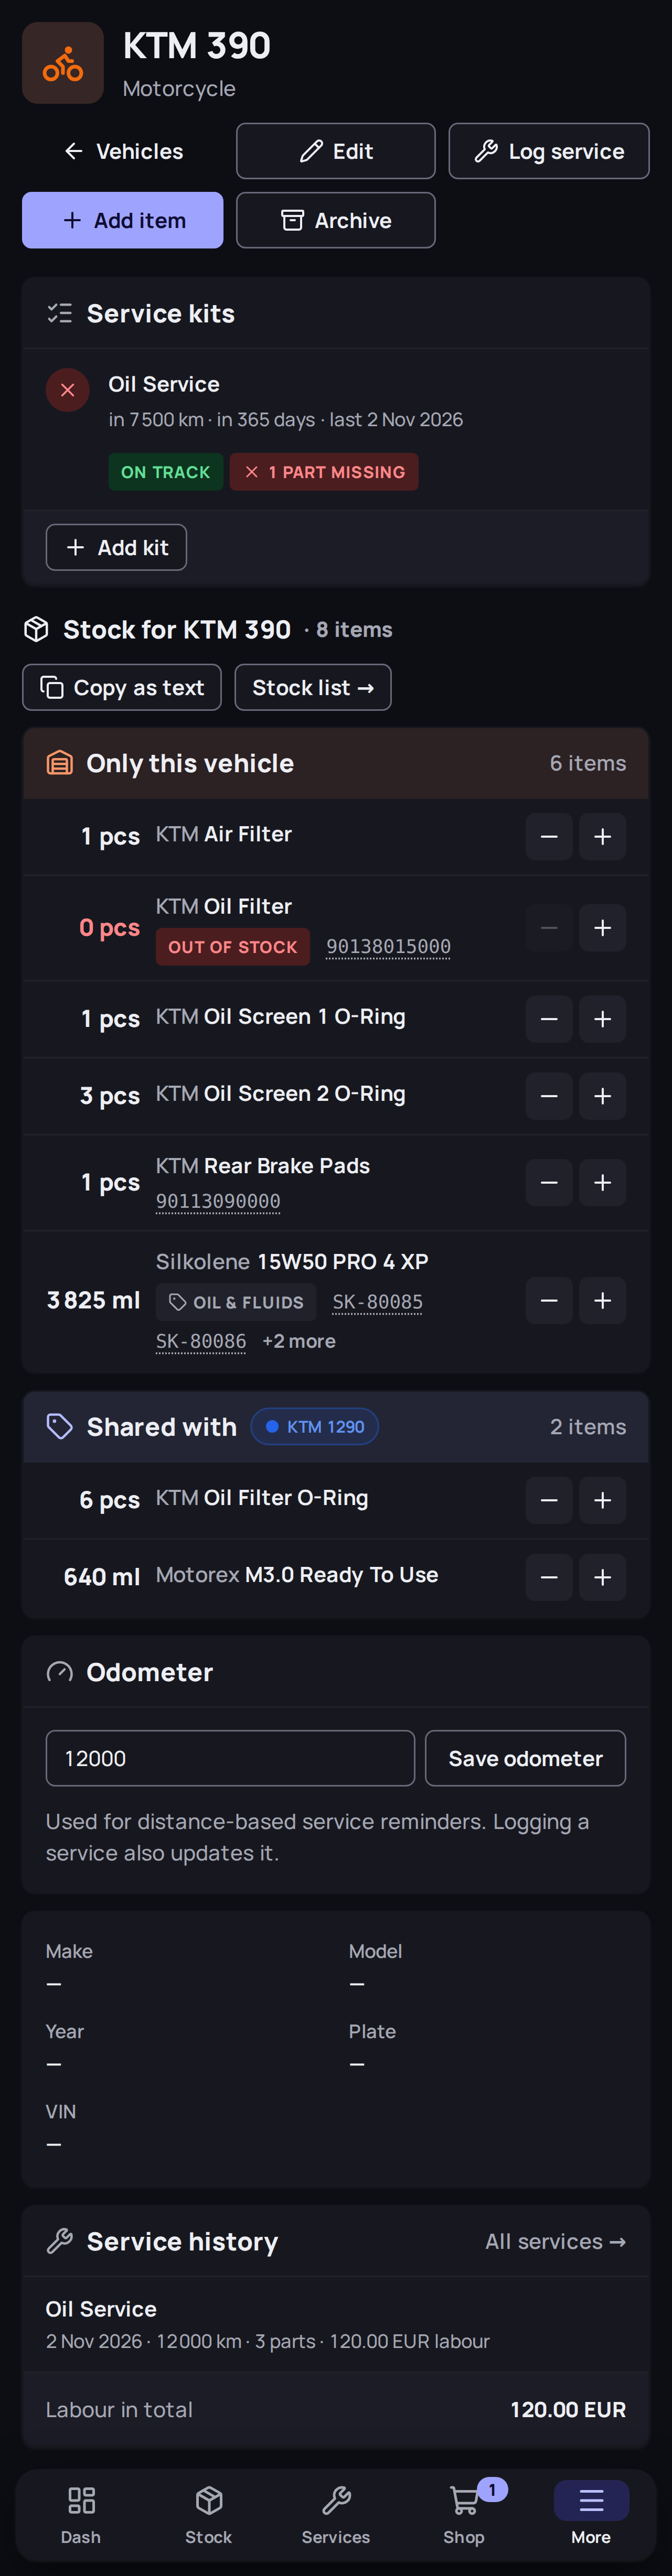 KTM 390
Motorcycle
← Vehicles
Edit
Log service
+ Add item
Archive
Service kits
Oil Service
in 7 500 km · in 365 days · last 2 Nov 2026
ON TRACK
1 PART MISSING
+ Add kit
Stock for KTM 390 · 8 items
Copy as text
Stock list →
Only this vehicle
6 items
1 pcs
KTM Air Filter
0 pcs
KTM Oil Filter
OUT OF STOCK
90138015000
1 pcs
KTM Oil Screen 1 O-Ring
3 pcs
KTM Oil Screen 2 O-Ring
1 pcs
KTM Rear Brake Pads
90113090000
3 825 ml
Silkolene 15W50 PRO 4 XP
OIL & FLUIDS
SK-80085
SK-80086
+2 more
Shared with
KTM 1290
2 items
6 pcs
KTM Oil Filter O-Ring
640 ml
Motorex M3.0 Ready To Use
Odometer
12000
Save odometer
Used for distance-based service reminders. Logging a
service also updates it.
Make
Model
–
–
Year
Plate
–
–
VIN
–
Service history
All services →
Oil Service
2 Nov 2026 · 12 000 km · 3 parts · 120.00 EUR labour
Labour in total
120.00 EUR
1
Dash
Stock
Services
Shop
More